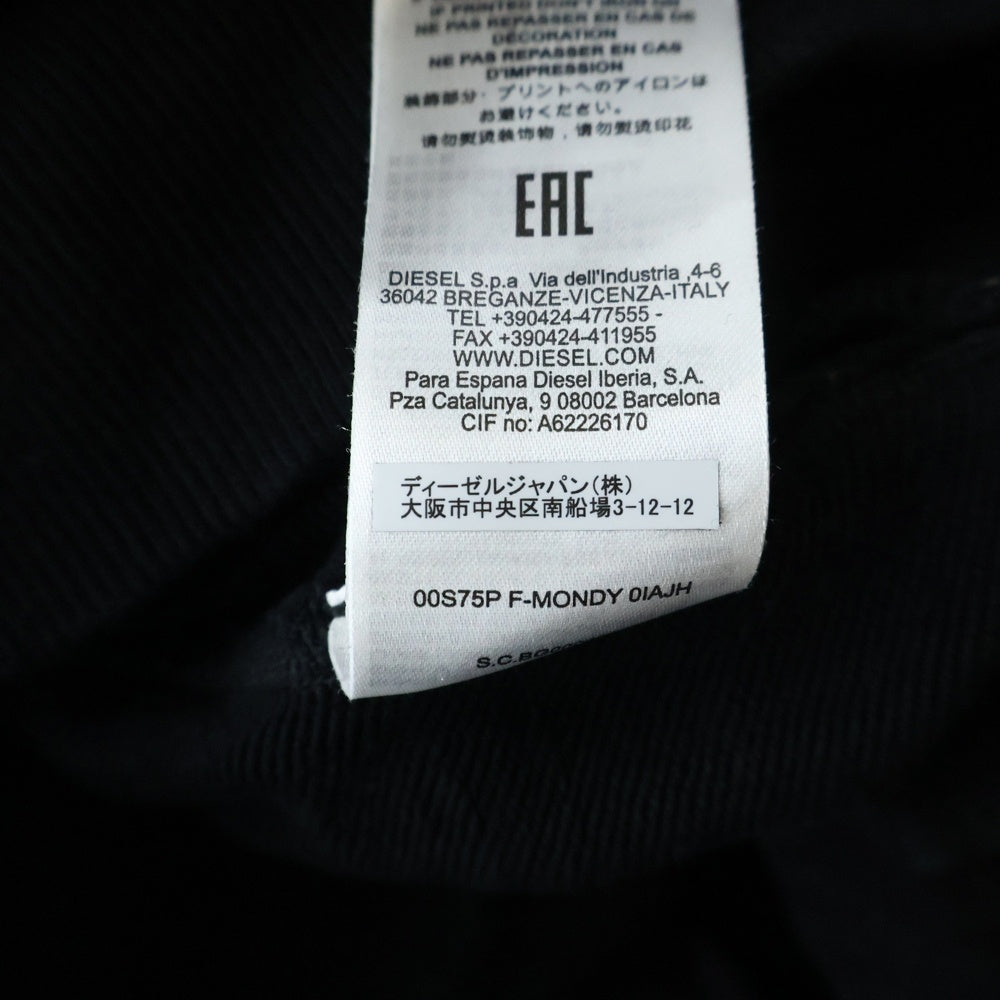 IF PRINTED DON'T IRON ON
NE PAS REPASSER EN CAS DE
DÉCORATION
NE PAS REPASSER EN CAS
D'IMPRESSION
装飾部分・プリントへのアイロンは
お避けください。
请勿熨烫装饰物，请勿熨烫印花
EAC
DIESEL S.p.a Via dell'Industria ,4-6
36042 BREGANZE-VICENZA-ITALY
TEL +390424-477555 -
FAX +390424-411955
WWW.DIESEL.COM
Para Espana Diesel Iberia, S.A.
Pza Catalunya, 9 08002 Barcelona
CIF no: A62226170
ディーゼルジャパン(株)
大阪市中央区南船場3-12-12
00S75P F-MONDY 0IAJH